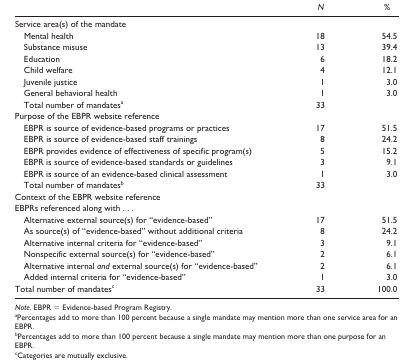 N %
Service area(s) of the mandate
Mental health 18 54.5
Substance misuse 13 39.4
Education 6 18.2
Child welfare 4 12.1
Juvenile justice 1 3.0
General behavioral health 1 3.0
Total number of mandatesa 33
Purpose of the EBPR website reference
EBPR is source of evidence-based programs or practices 17 51.5
EBPR is source of evidence-based staff trainings 8 24.2
EBPR provides evidence of effectiveness of specific program(s) 5 15.2
EBPR is source of evidence-based standards or guidelines 3 9.1
EBPR is source of an evidence-based clinical assessment 1 3.0
Total number of mandatesb 33
Context of the EBPR website reference
EBPRs referenced along with . . .
Alternative external source(s) for “evidence-based” 17 51.5
As source(s) of “evidence-based” without additional criteria 8 24.2
Alternative internal criteria for “evidence-based” 3 9.1
Nonspecific external source(s) for “evidence-based” 2 6.1
Alternative internal and external source(s) for “evidence-based” 2 6.1
Added internal criteria for “evidence-based” 1 3.0
Total number of mandatesc 33 100.0
Note. EBPR = Evidence-based Program Registry.
aPercentages add to more than 100 percent because a single mandate may mention more than one service area for an
EBPR.
bPercentages add to more than 100 percent because a single mandate may mention more than one purpose for an
EBPR.
cCategories are mutually exclusive.